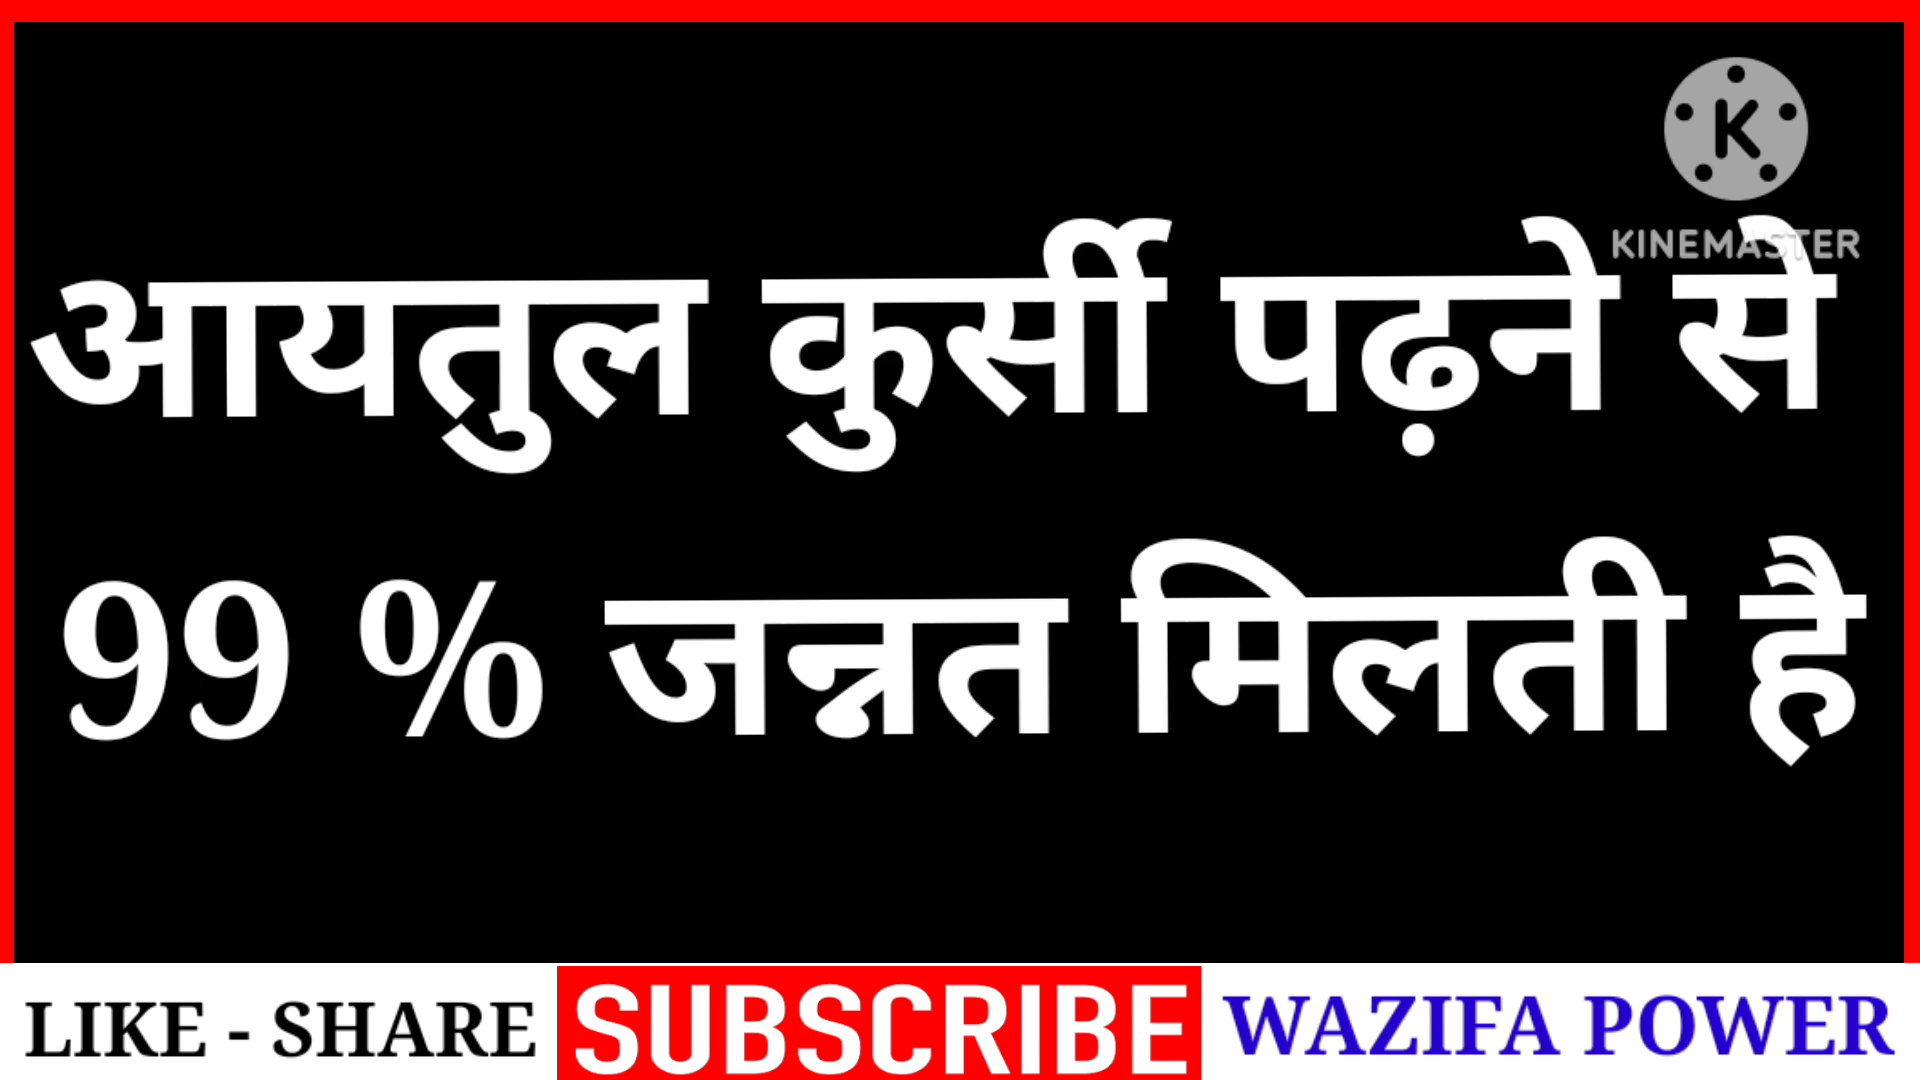 KINEMASTER
आयतुल कुर्सी पढ़ने से
99 % जन्नत मिलती है
LIKE - SHARE SUBSCRIBE WAZIFA POWER